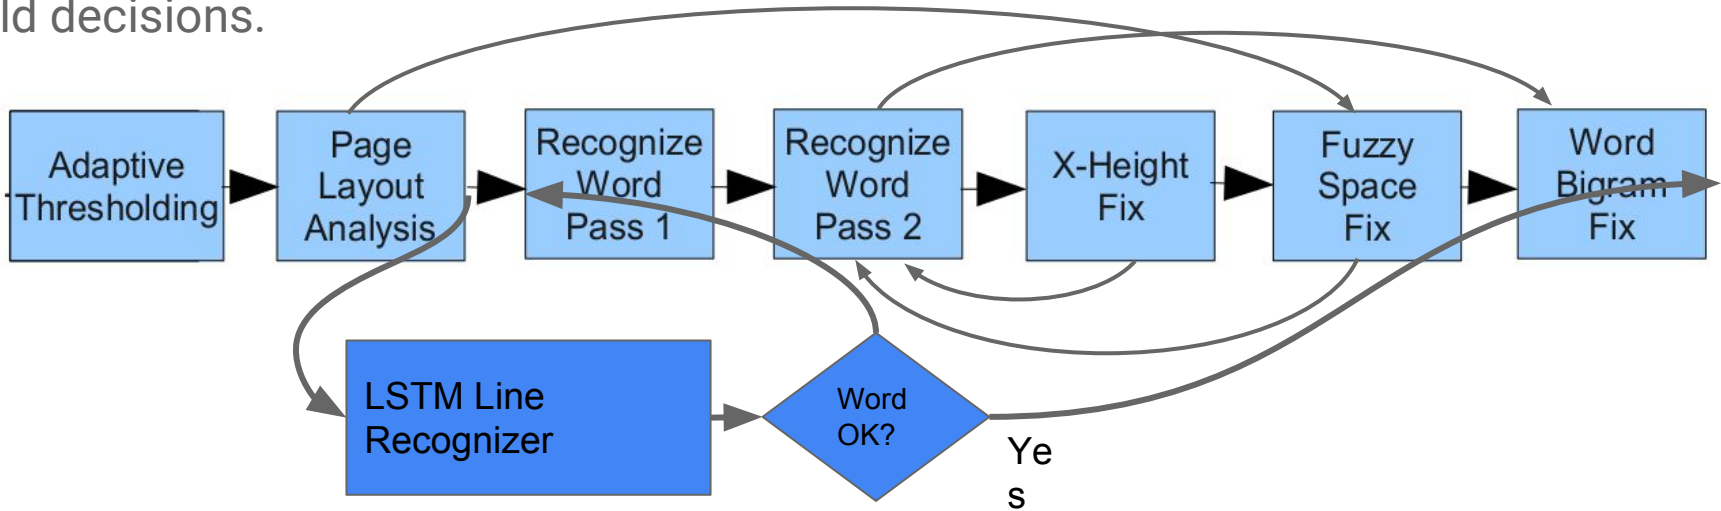 ld decisions.
Adaptive
Thresholding
Page
Layout
Analysis
Recognize
Word
Pass 1
Recognize
Word
Pass 2
X-Height
Fix
Fuzzy
Space
Fix
Word
Bigram
Fix
LSTM Line
Recognizer
Word
OK?
Ye
s